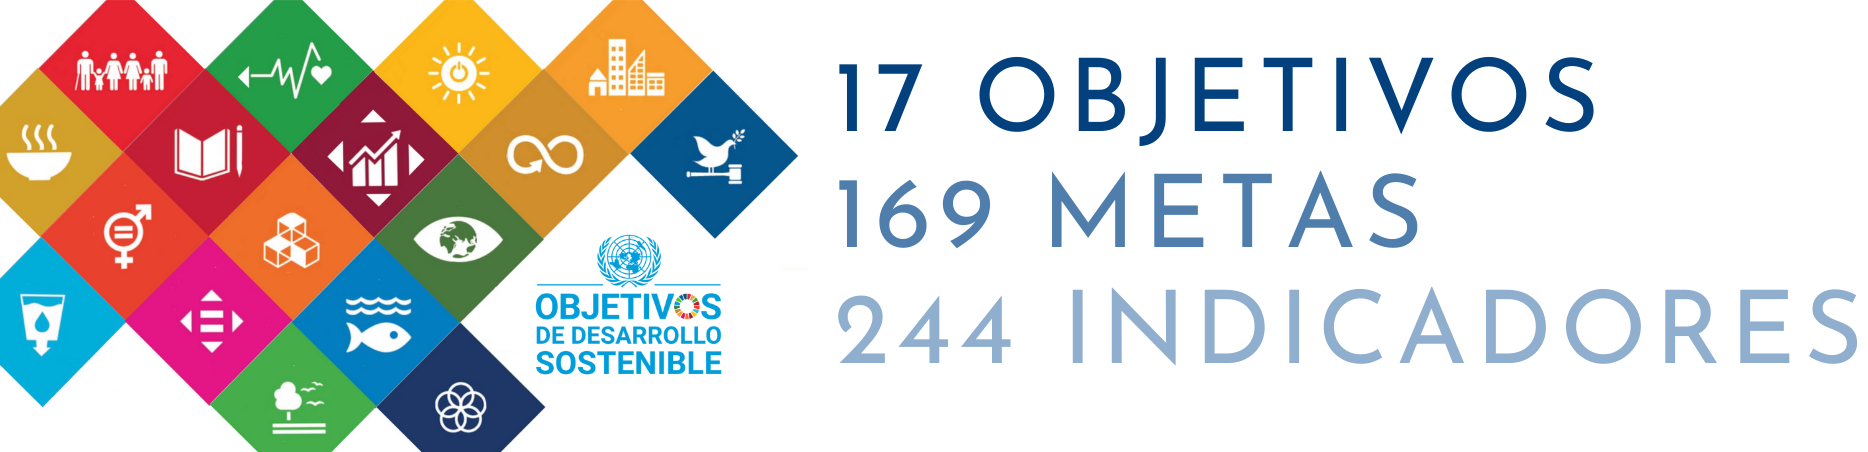 OBJETIVOS
DE DESARROLLO
SOSTENIBLE
17 OBJETIVOS
169 METAS
244 INDICADORES